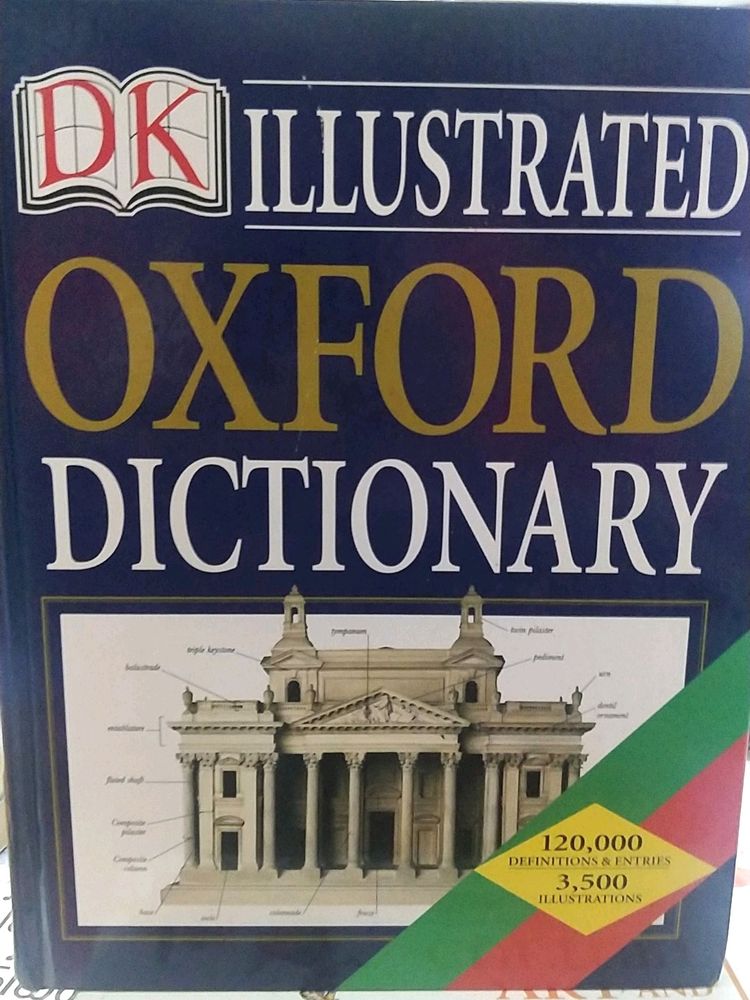 DK
ILLUSTRATED
OXFORD
DICTIONARY
tympanum
twin pilaster
triple keystone
pediment
balustrade
urn
dentil
ornament
entablature
fluted shaft
Composite
pilaster
Composite
column
base
colonnade
120,000
DEFINITIONS & ENTRIES
3,500
ILLUSTRATIONS
AND